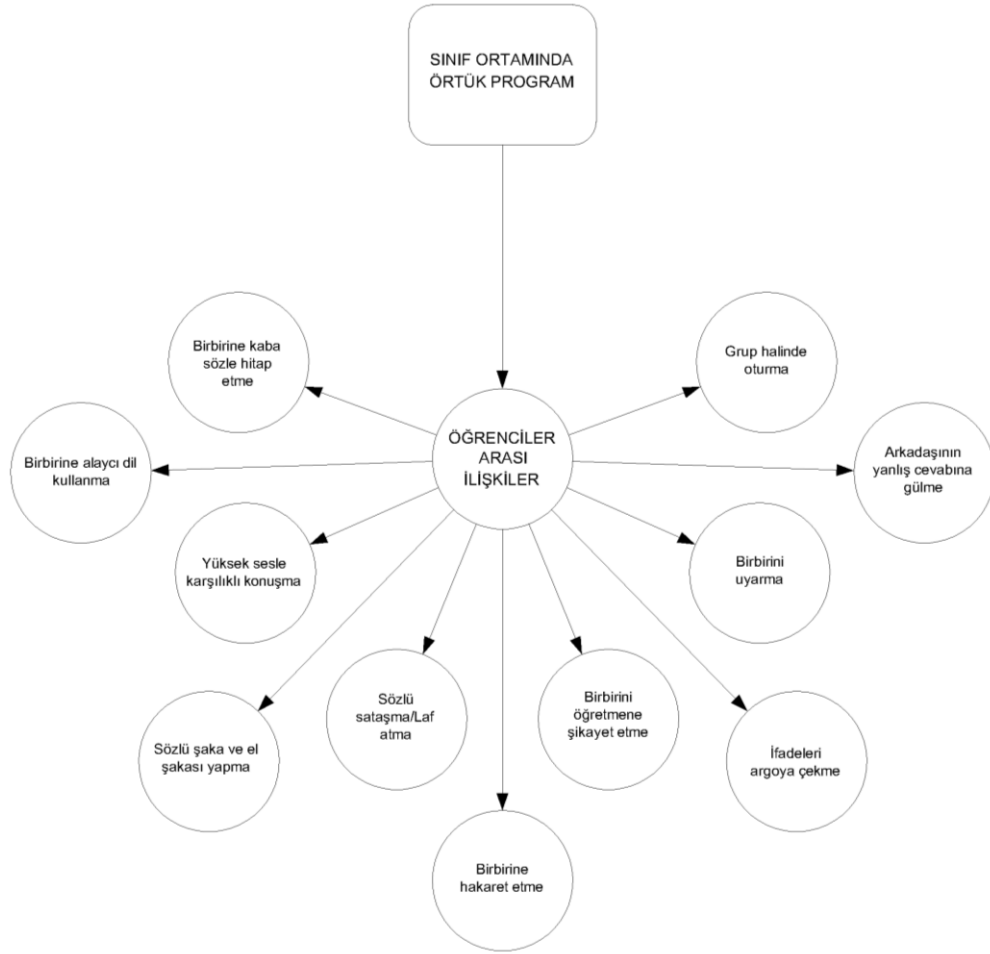 SINIF ORTAMINDA
ÖRTÜK PROGRAM
Birbirine kaba
sözle hitap
etme
Grup halinde
oturma
ÖĞRENCİLER
ARASI
İLİŞKİLER
Birbirine alaycı dil
kullanma
Arkadaşının
yanlış cevabına
gülme
Yüksek sesle
karşılıklı konuşma
Birbirini
uyarma
Sözlü
sataşma/Laf
atma
Birbirini
öğretmene
şikayet etme
Sözlü şaka ve el
şakası yapma
İfadeleri
argoya çekme
Birbirine
hakaret etme